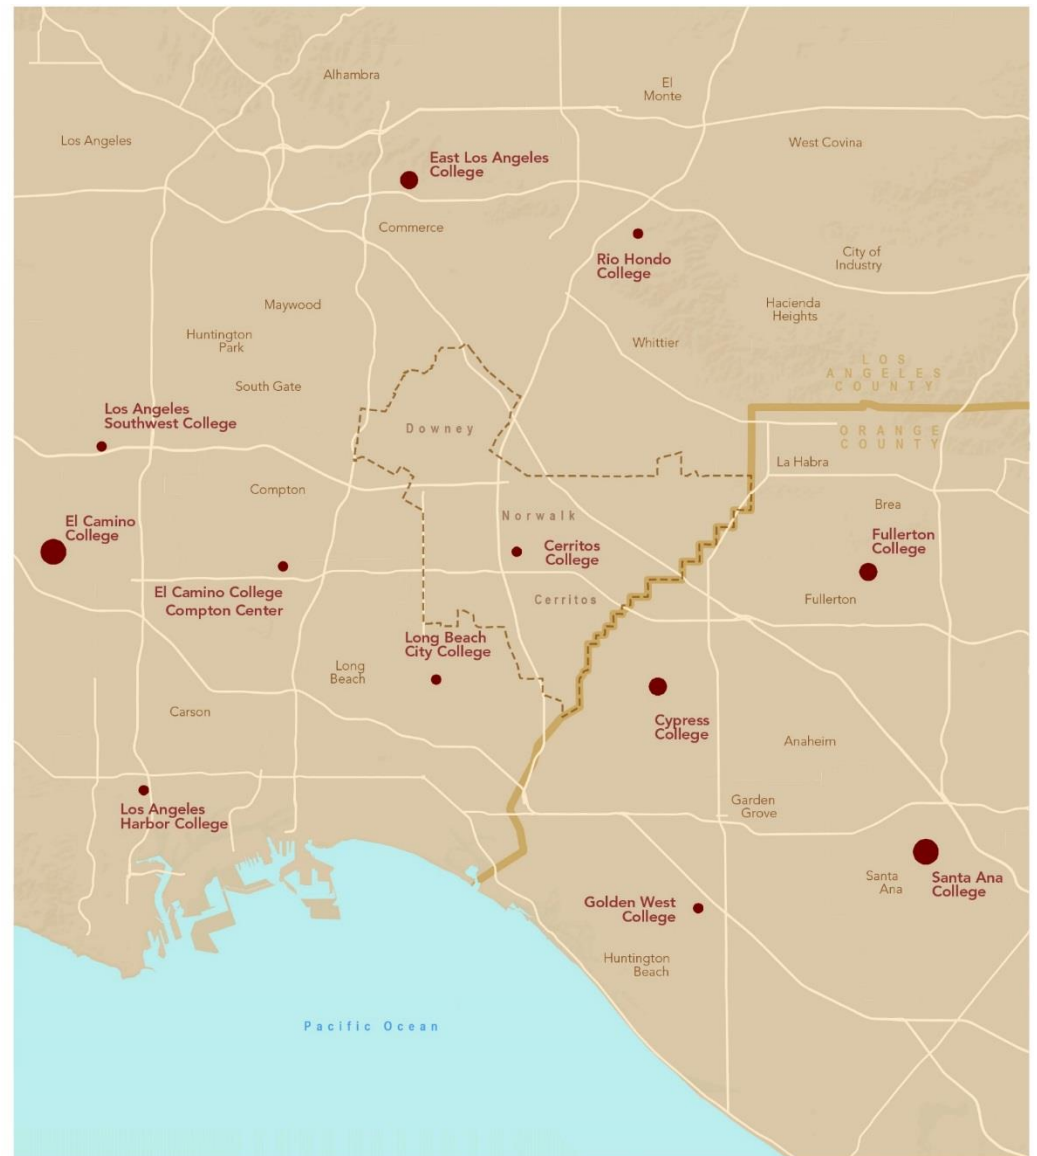 Alhambra
El
Monte
Los Angeles
West Covina
East Los Angeles
College
Commerce
Rio Hondo
College
City of
Industry
Maywood
Hacienda
Heights
Huntington
Park
Whittier
South Gate
LOS
ANGELES
COUNTY
Los Angeles
Southwest College
Downey
ORANGE
COUNTY
La Habra
Compton
Brea
El Camino
College
Norwalk
Fullerton
College
Cerritos
College
El Camino College
Compton Center
Cerritos
Fullerton
Long Beach
City College
Long
Beach
Carson
Cypress
College
Anaheim
Los Angeles
Harbor College
Garden
Grove
Santa
Ana
Santa Ana
College
Golden West
College
Huntington
Beach
Pacific Ocean